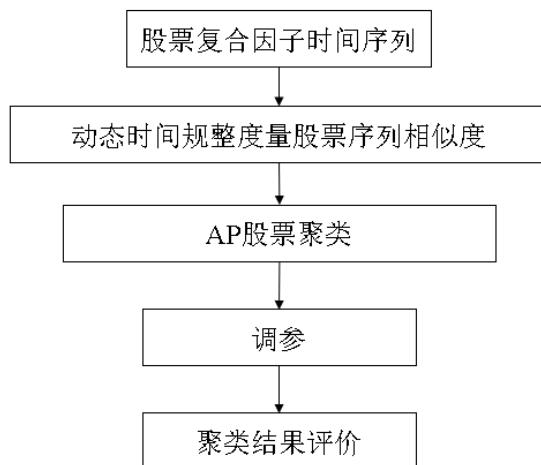 股票复合因子时间序列
动态时间规整度量股票序列相似度
AP股票聚类
调参
聚类结果评价